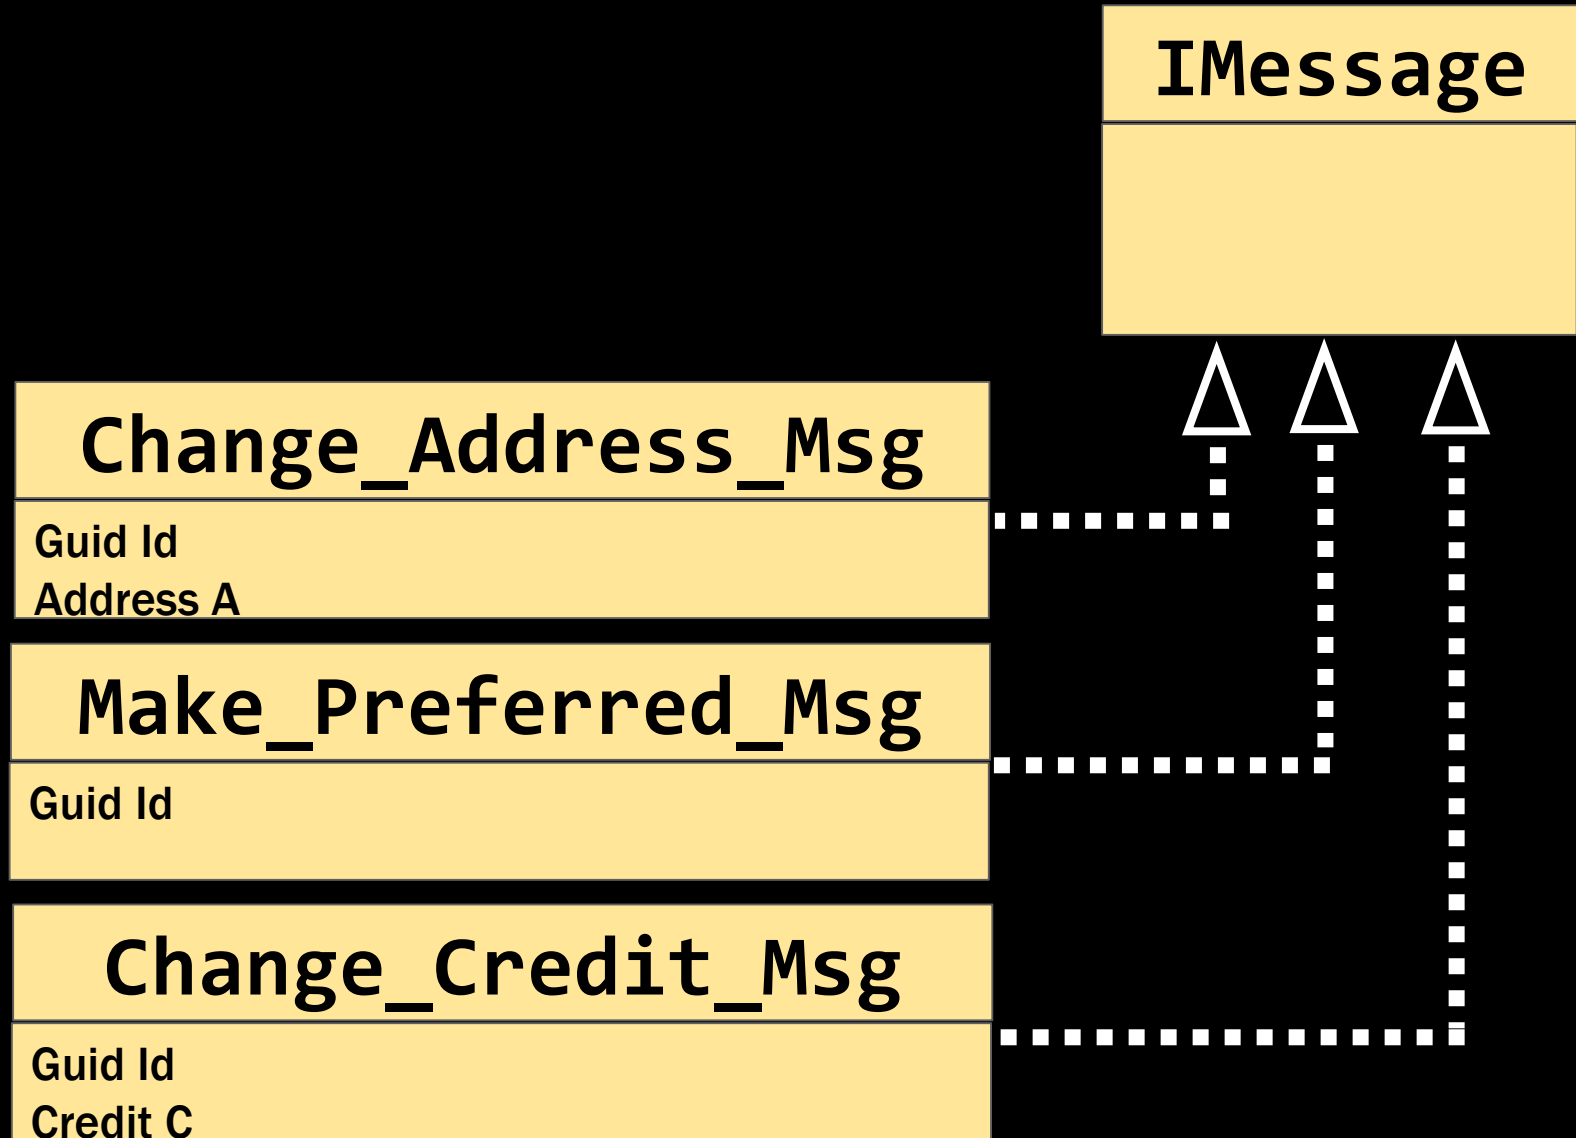 IMessage
Change_Address_Msg
Guid Id
Address A
Make_Preferred_Msg
Guid Id
Change_Credit_Msg
Guid Id
Credit C